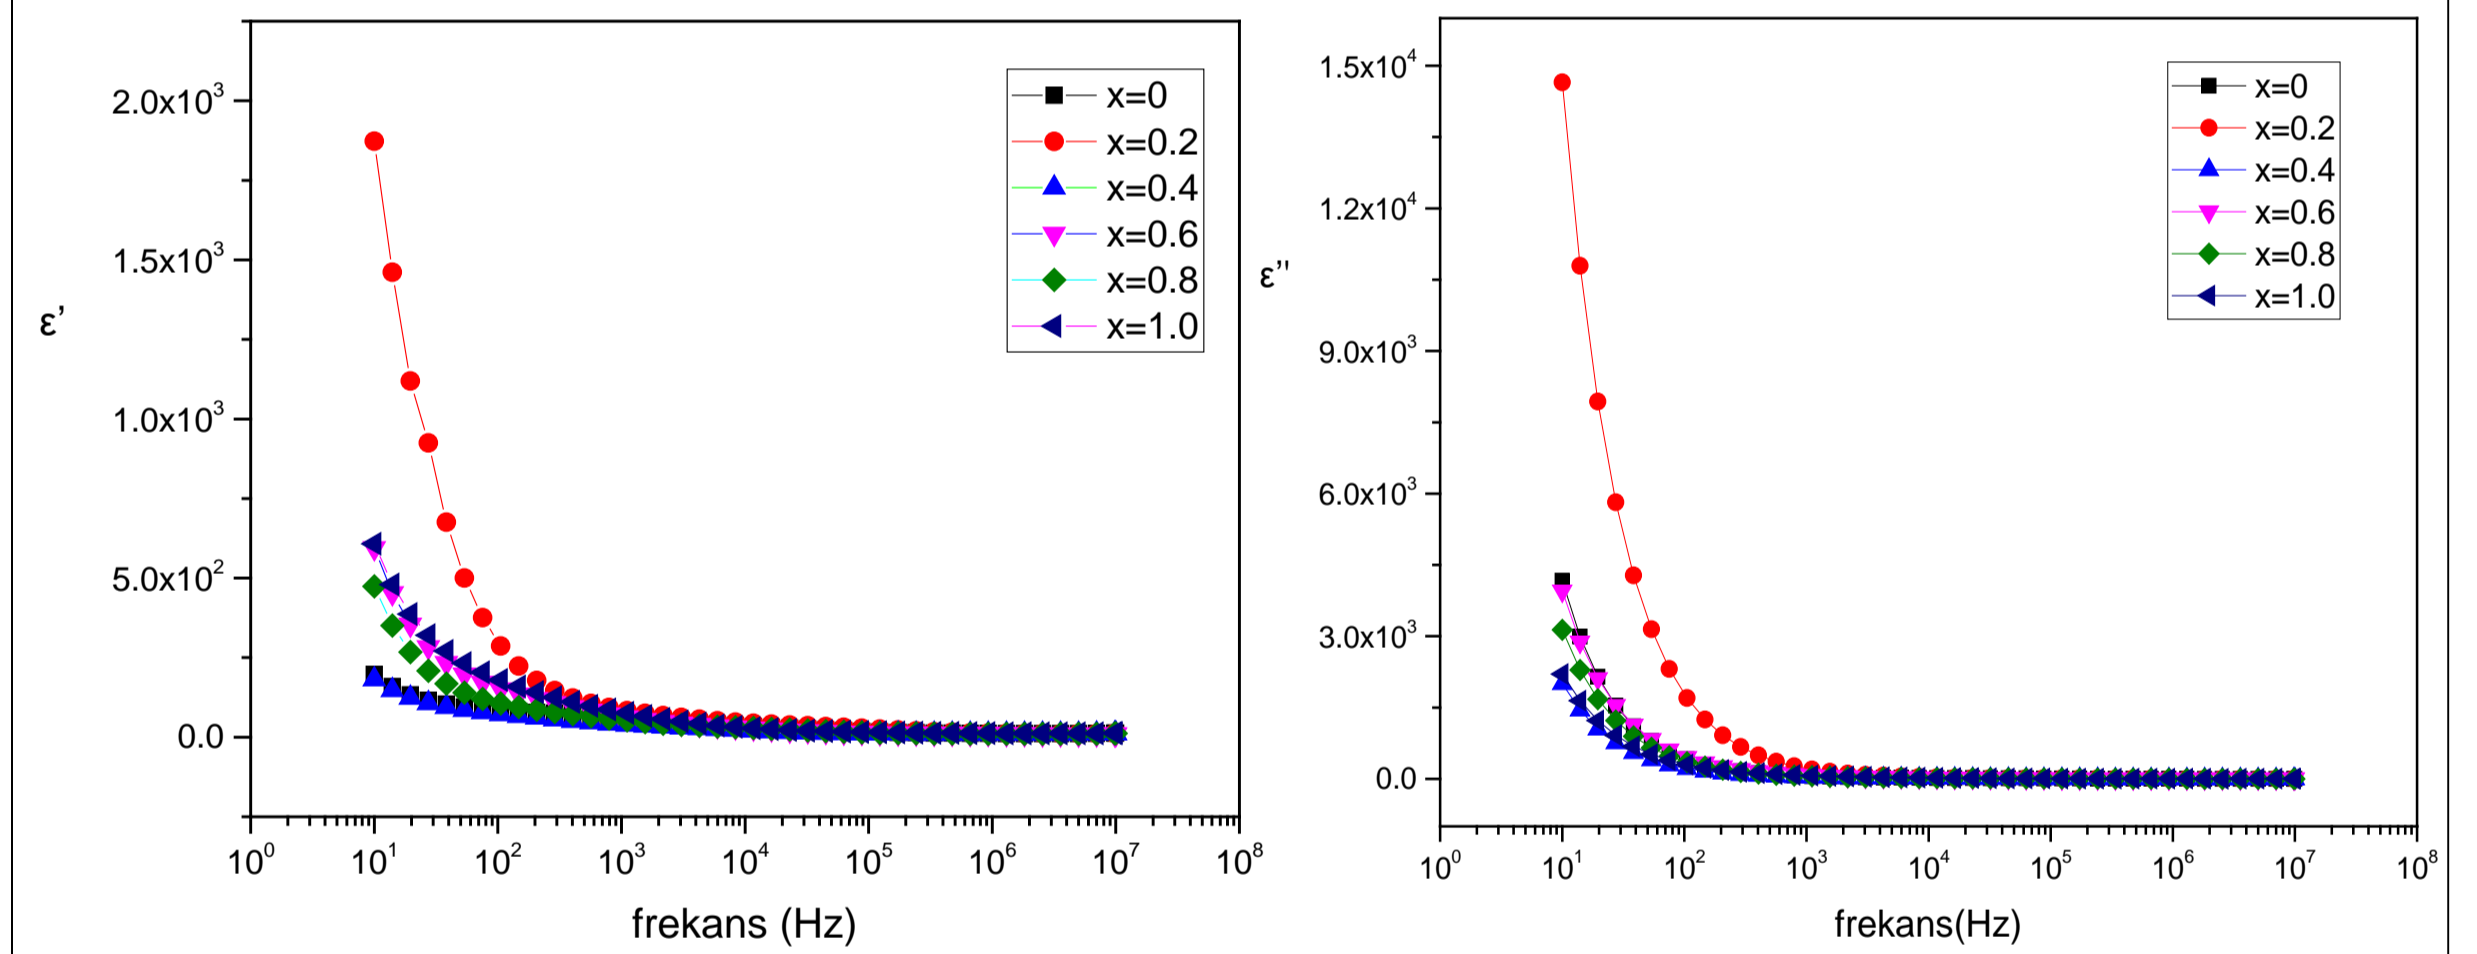 2.0x10³
1.5x10³
1.0x10³
5.0x10²
0.0
ε’
x=0
x=0.2
x=0.4
x=0.6
x=0.8
x=1.0
10⁰ 10¹ 10² 10³ 10⁴ 10⁵ 10⁶ 10⁷ 10⁸
frekans (Hz)
1.5x10⁴
1.2x10⁴
9.0x10³
6.0x10³
3.0x10³
0.0
ε’’
x=0
x=0.2
x=0.4
x=0.6
x=0.8
x=1.0
10⁰ 10¹ 10² 10³ 10⁴ 10⁵ 10⁶ 10⁷ 10⁸
frekans(Hz)